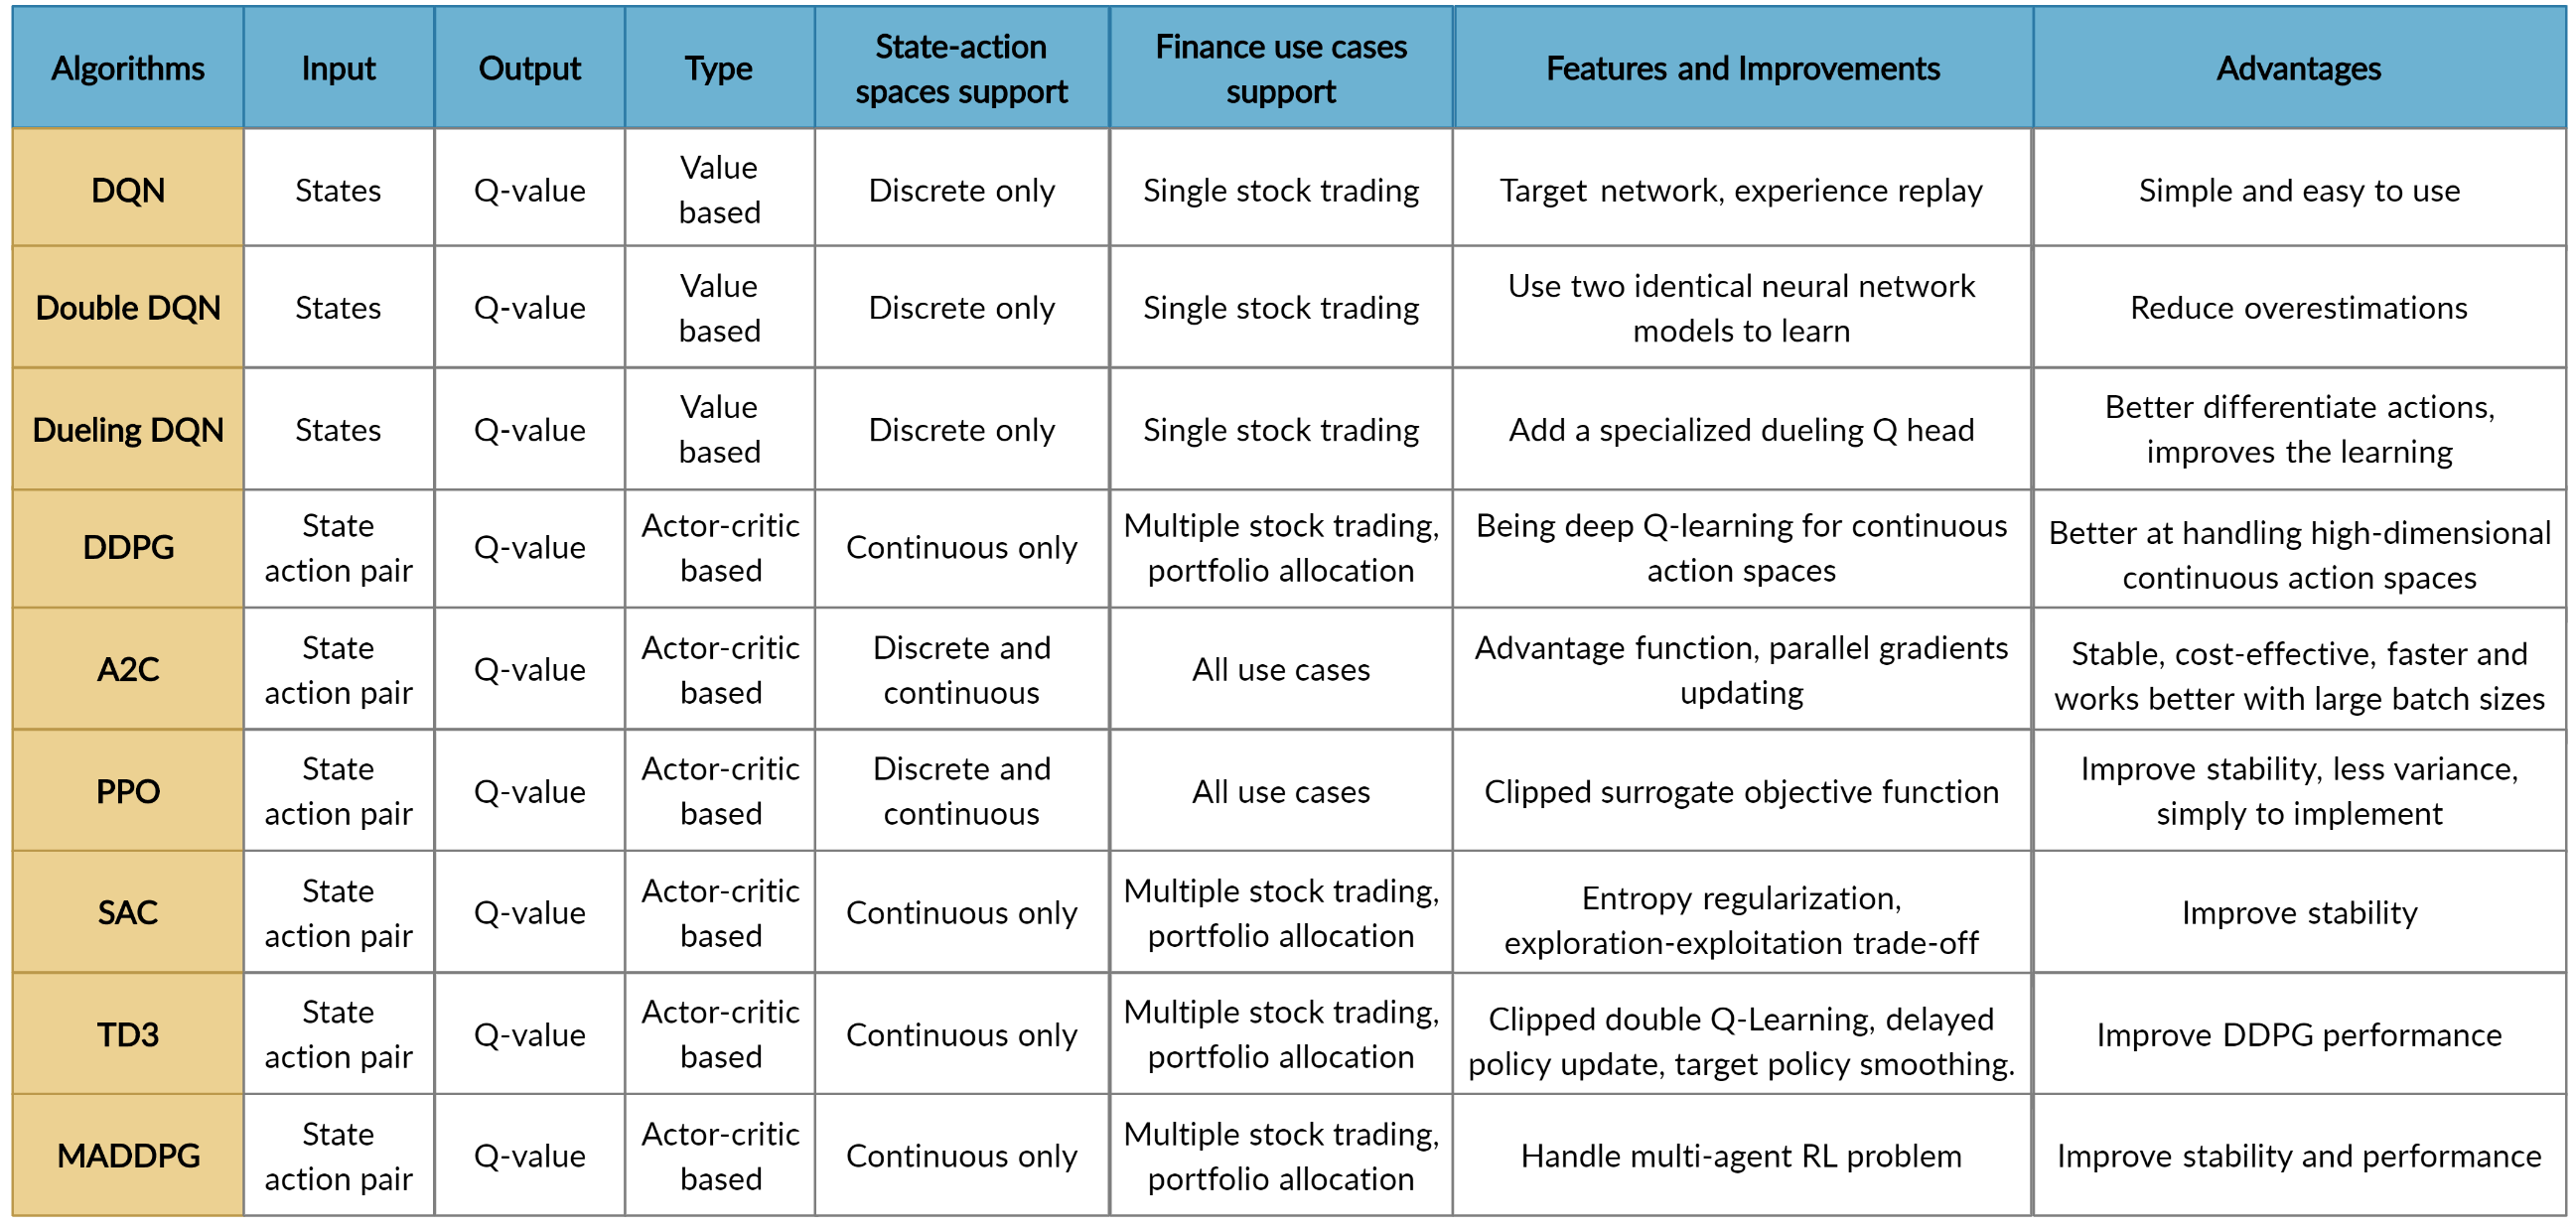 Algorithms
Input
Output
Type
State-action
spaces support
Finance use cases
support
Features and Improvements
Advantages
DQN
States
Q-value
Value
based
Discrete only
Single stock trading
Target network, experience replay
Simple and easy to use
Double DQN
States
Q-value
Value
based
Discrete only
Single stock trading
Use two identical neural network
models to learn
Reduce overestimations
Dueling DQN
States
Q-value
Value
based
Discrete only
Single stock trading
Add a specialized dueling Q head
Better differentiate actions,
improves the learning
DDPG
State
action pair
Q-value
Actor-critic
based
Continuous only
Multiple stock trading,
portfolio allocation
Being deep Q-learning for continuous
action spaces
Better at handling high-dimensional
continuous action spaces
A2C
State
action pair
Q-value
Actor-critic
based
Discrete and
continuous
All use cases
Advantage function, parallel gradients
updating
Stable, cost-effective, faster and
works better with large batch sizes
PPO
State
action pair
Q-value
Actor-critic
based
Discrete and
continuous
All use cases
Clipped surrogate objective function
Improve stability, less variance,
simply to implement
SAC
State
action pair
Q-value
Actor-critic
based
Continuous only
Multiple stock trading,
portfolio allocation
Entropy regularization,
exploration-exploitation trade-off
Improve stability
TD3
State
action pair
Q-value
Actor-critic
based
Continuous only
Multiple stock trading,
portfolio allocation
Clipped double Q-Learning, delayed
policy update, target policy smoothing.
Improve DDPG performance
MADDPG
State
action pair
Q-value
Actor-critic
based
Continuous only
Multiple stock trading,
portfolio allocation
Handle multi-agent RL problem
Improve stability and performance